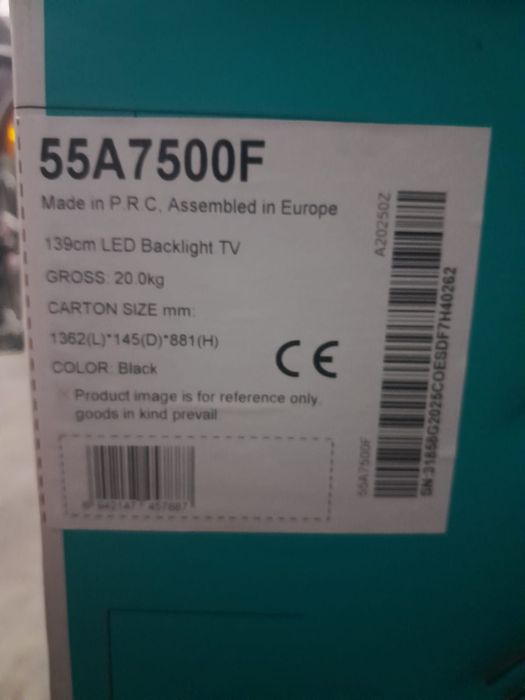 55A7500F
Made in P.R.C, Assembled in Europe
139cm LED Backlight TV
GROSS: 20.0kg
CARTON SIZE mm:
1362(L)*145(D)*881(H)
COLOR: Black
CE
Product image is for reference only,
goods in kind prevail
A20250Z
55A7500F